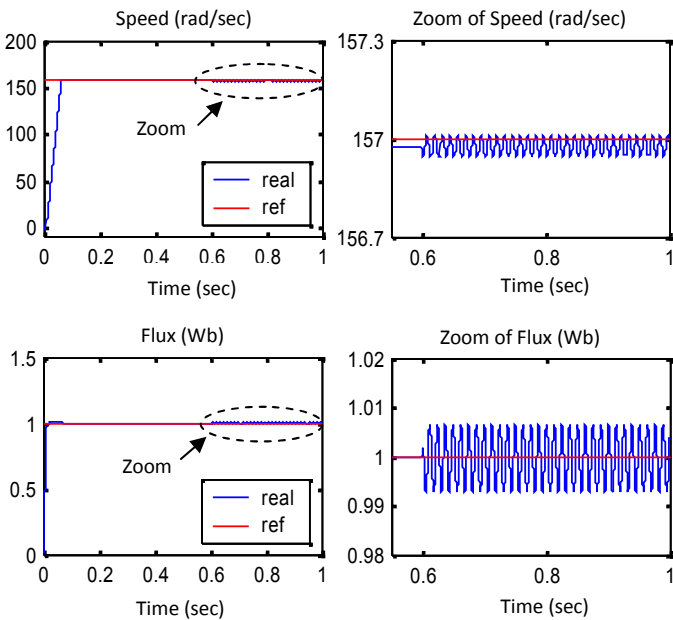 Speed (rad/sec)
200
150
100
50
0
Zoom
real
ref
0 0.2 0.4 0.6 0.8 1
Time (sec)
Zoom of Speed (rad/sec)
157.3
157
156.7
0.6 0.8 1
Time (sec)
Flux (Wb)
1.5
1
0.5
0
Zoom
real
ref
0 0.2 0.4 0.6 0.8 1
Time (sec)
Zoom of Flux (Wb)
1.02
1.01
1
0.99
0.98
0.6 0.8 1
Time (sec)